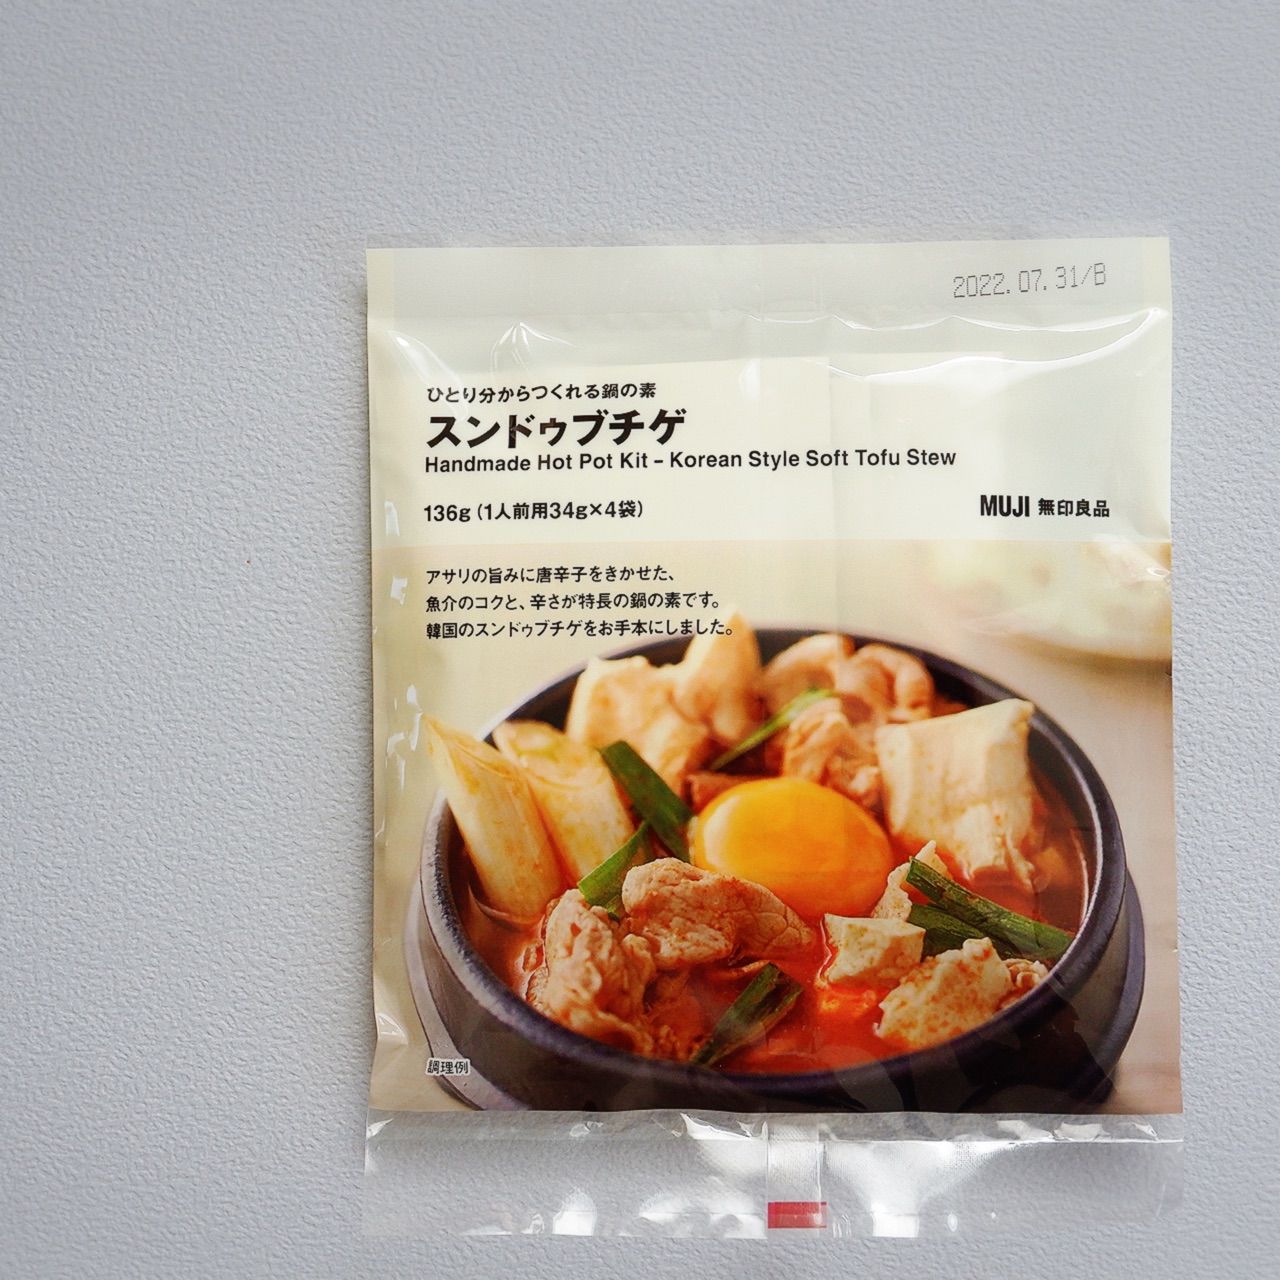 2022.07.31/B
ひとり分からつくれる鍋の素
スンドゥブチゲ
Handmade Hot Pot Kit – Korean Style Soft Tofu Stew
136g（1人前用34g×4袋）
MUJI 無印良品
アサリの旨みに唐辛子をきかせた、
魚介のコクと、辛さが特長の鍋の素です。
韓国のスンドゥブチゲをお手本にしました。
調理例